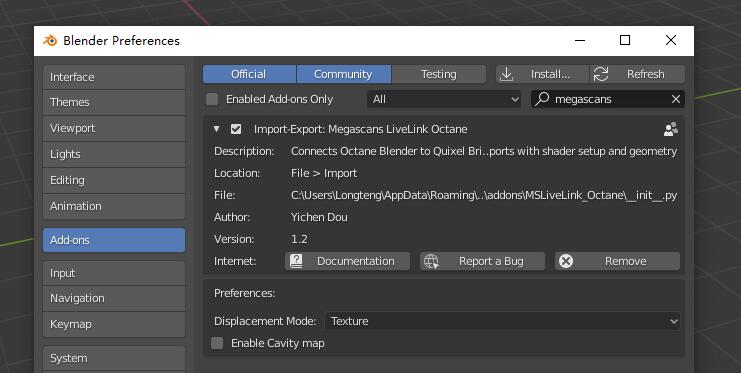 Blender Preferences
Interface
Themes
Viewport
Lights
Editing
Animation
Add-ons
Input
Navigation
Keymap
System
Official Community Testing Install... Refresh
Enabled Add-ons Only All megascans
Import-Export: Megascans LiveLink Octane
Description: Connects Octane Blender to Quixel Bri..ports with shader setup and geometry
Location: File > Import
File: C:\Users\Longteng\AppData\Roaming\..\addons\MSLiveLink_Octane\__init__.py
Author: Yichen Dou
Version: 1.2
Internet: Documentation Report a Bug Remove
Preferences:
Displacement Mode: Texture
Enable Cavity map